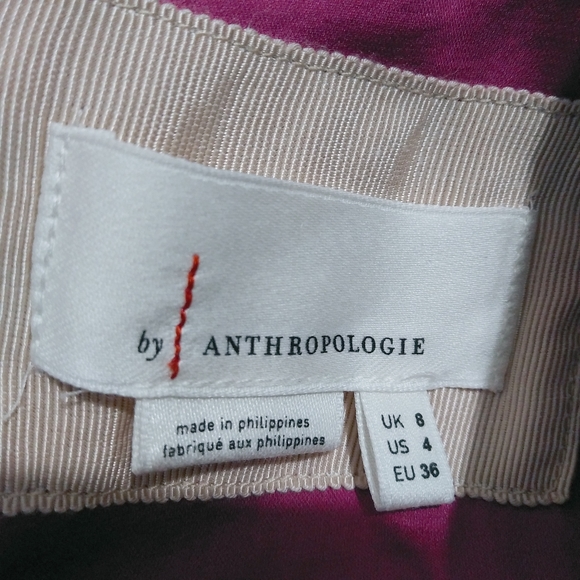 by ANTHROPOLOGIE
made in philippines
fabriqué aux philippines
UK 8
US 4
EU 36